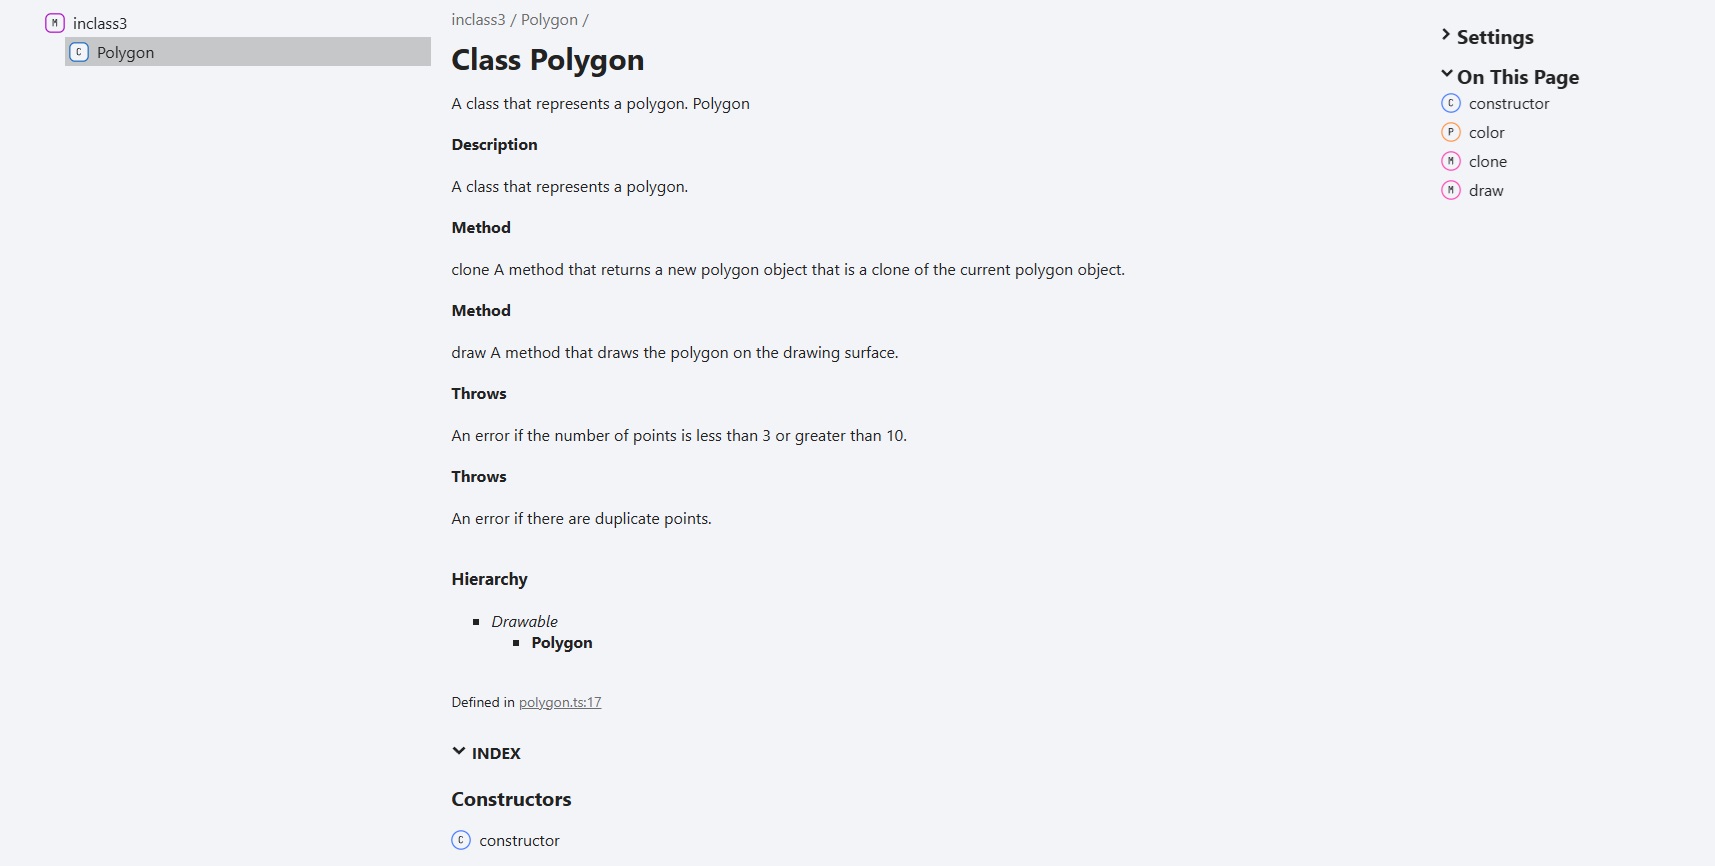 M inclass3
C Polygon
inclass3 / Polygon /
Class Polygon
A class that represents a polygon. Polygon
Description
A class that represents a polygon.
Method
clone A method that returns a new polygon object that is a clone of the current polygon object.
Method
draw A method that draws the polygon on the drawing surface.
Throws
An error if the number of points is less than 3 or greater than 10.
Throws
An error if there are duplicate points.
Hierarchy
Drawable
Polygon
Defined in polygon.ts:17
INDEX
Constructors
C constructor
Settings
On This Page
C constructor
P color
M clone
M draw